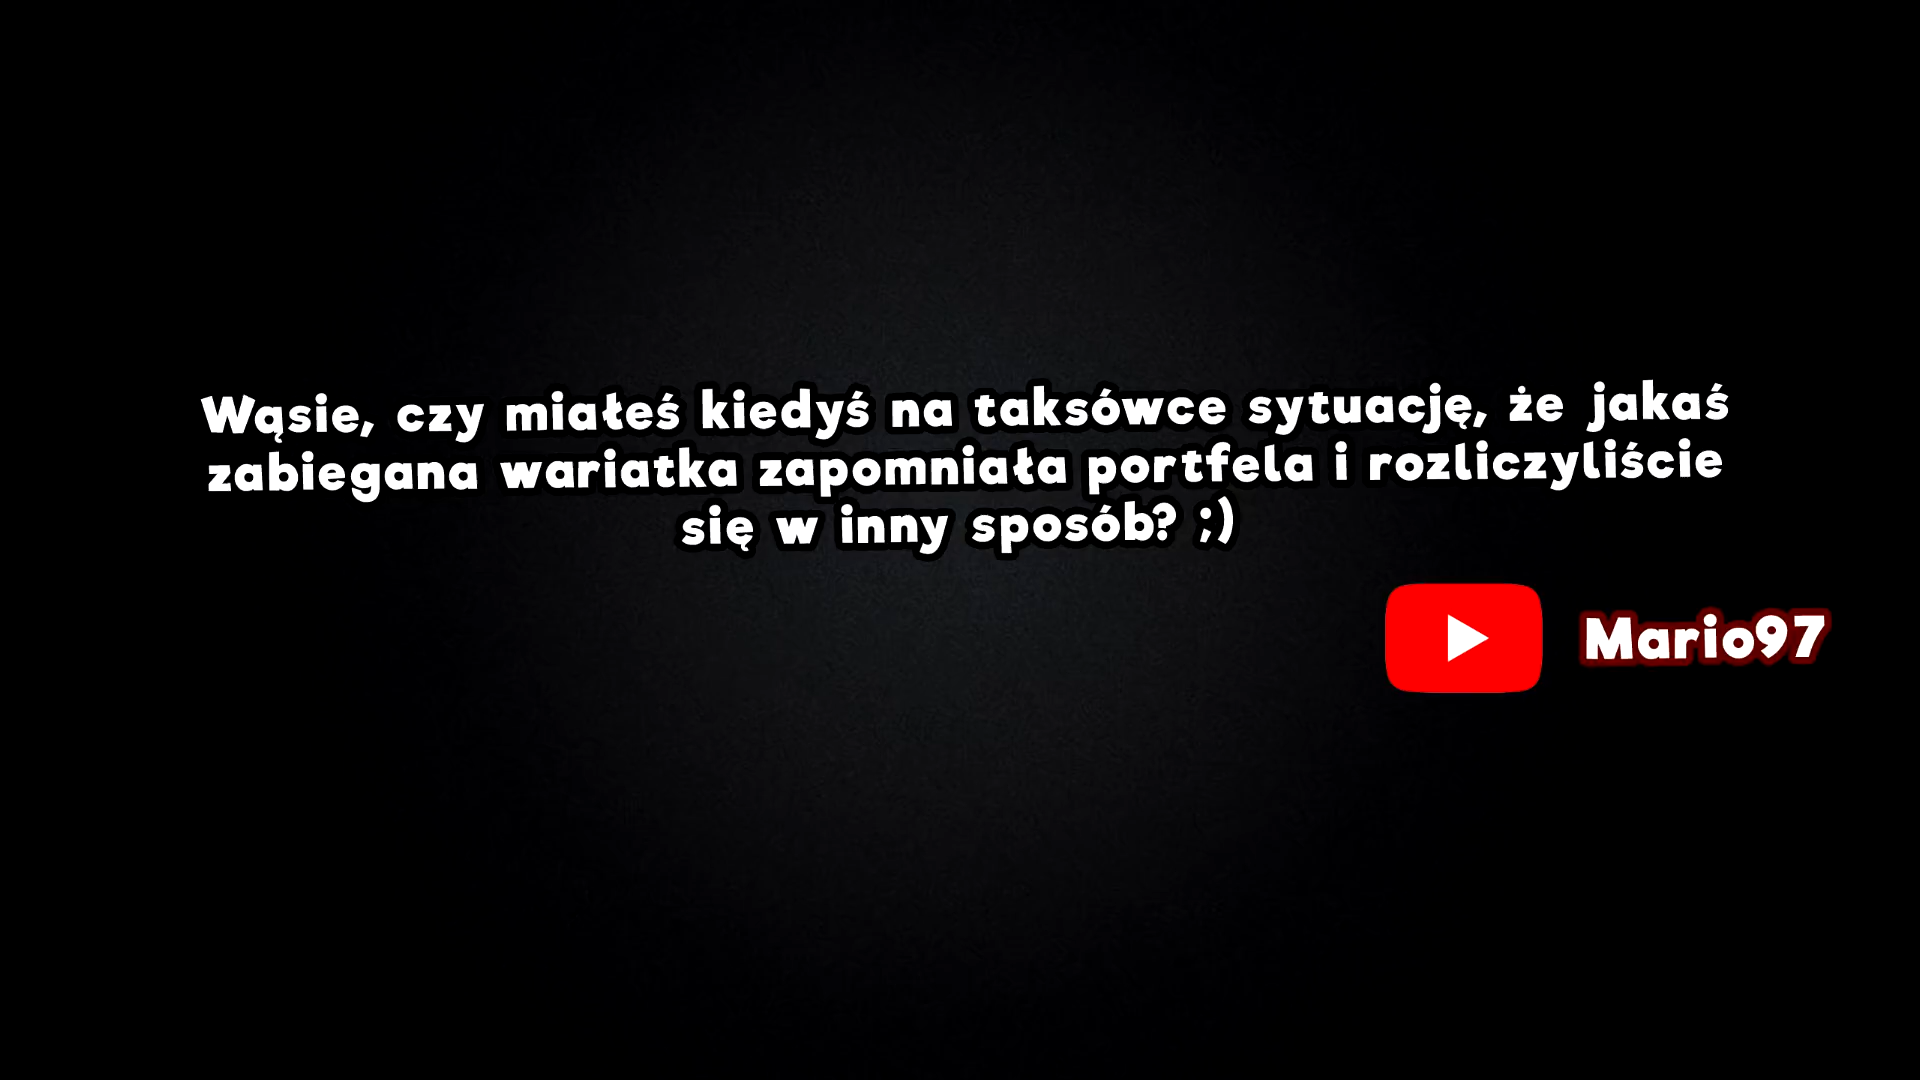 Wąsie, czy miałeś kiedyś na taksówce sytuację, że jakaś
zabiegana wariatka zapomniała portfela i rozliczyliście
się w inny sposób? ;)
Mario97